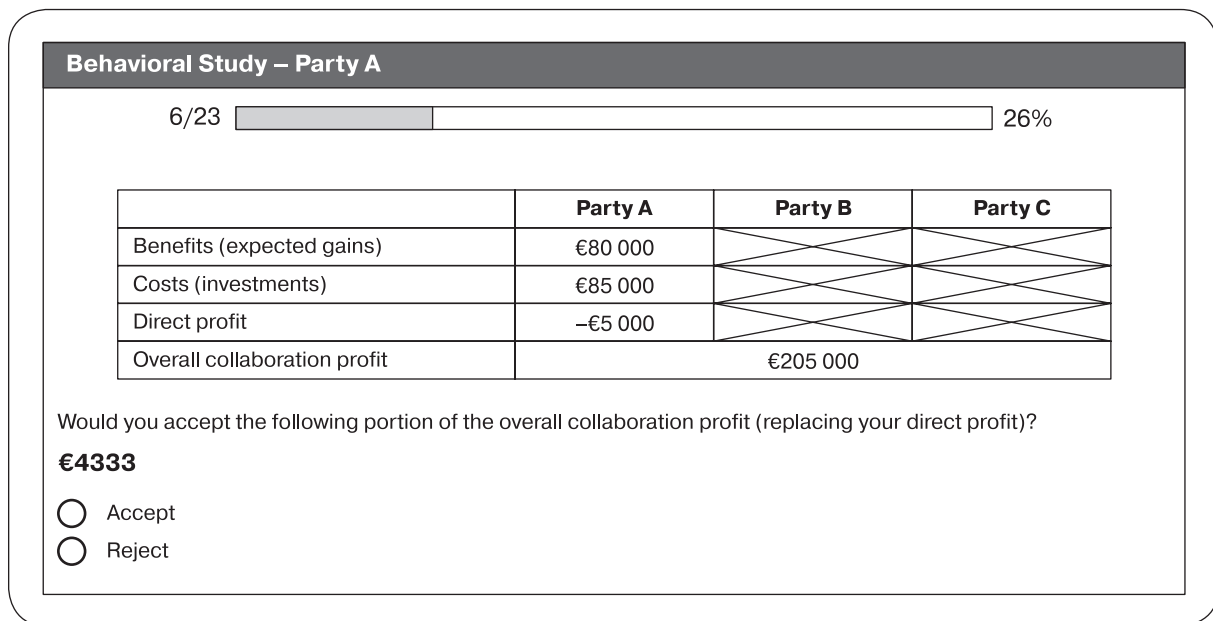 Behavioral Study – Party A
6/23 26%
Party A Party B Party C
Benefits (expected gains) €80 000
Costs (investments) €85 000
Direct profit –€5 000
Overall collaboration profit €205 000
Would you accept the following portion of the overall collaboration profit (replacing your direct profit)?
€4333
Accept
Reject